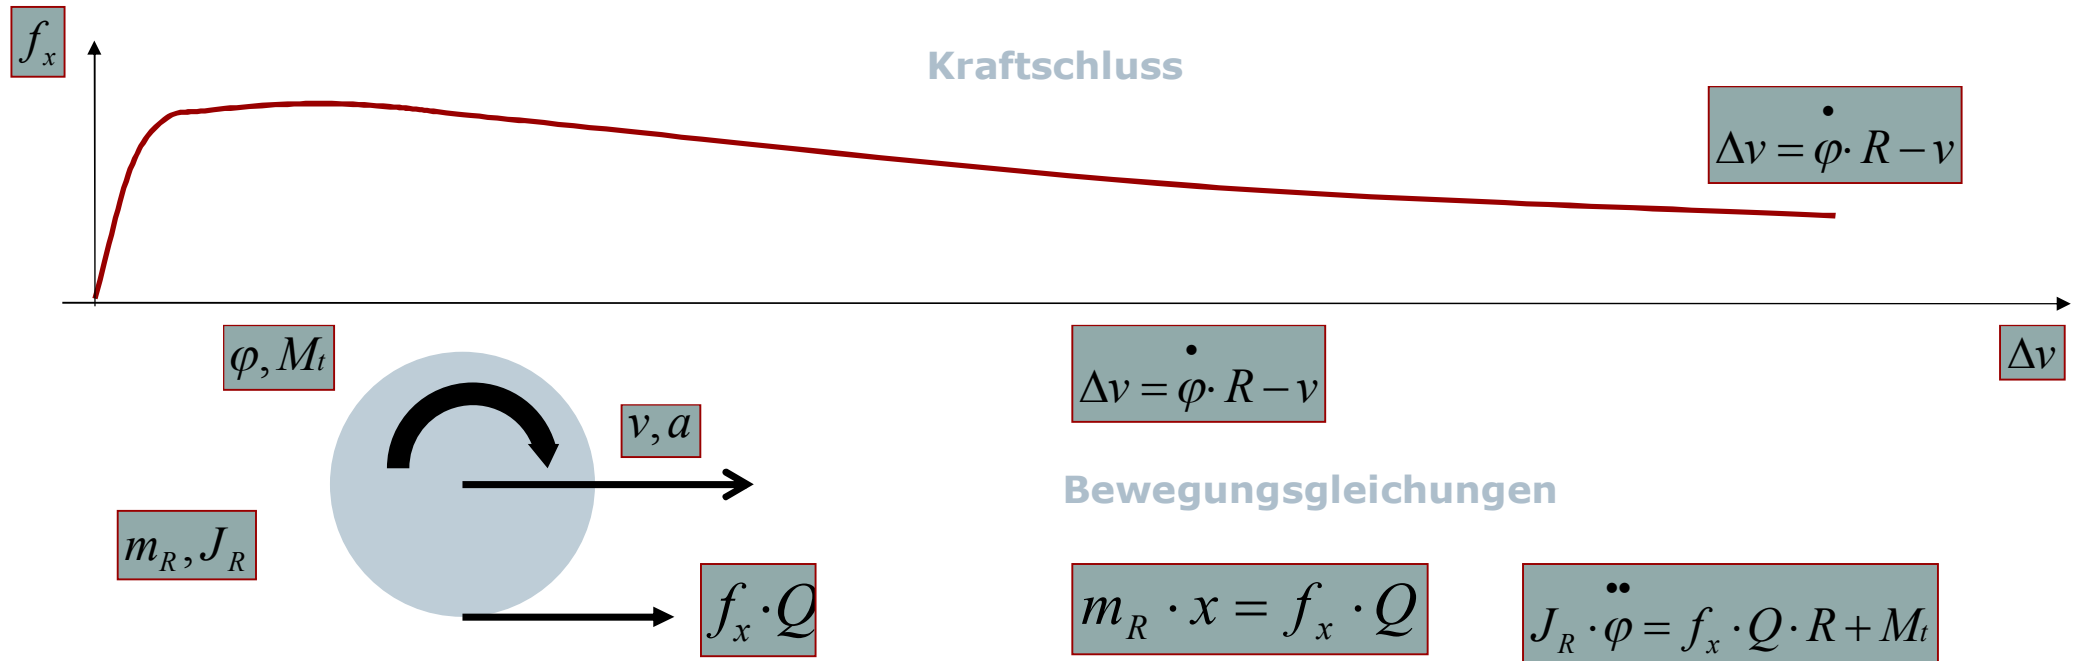 f_x
Kraftschluss
Δv = φ̇ · R − v
φ, M_t
Δv = φ̇ · R − v
Δv
v, a
Bewegungsgleichungen
m_R, J_R
f_x · Q
m_R · x = f_x · Q
J_R · φ̈ = f_x · Q · R + M_t